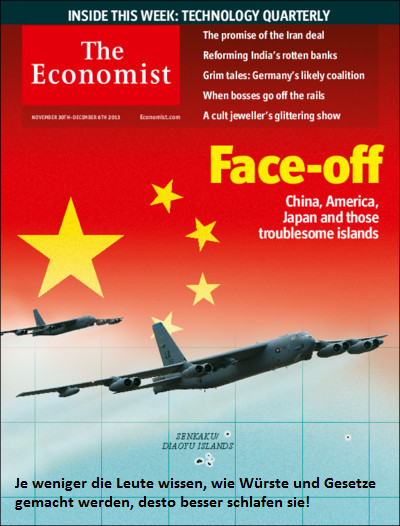 INSIDE THIS WEEK: TECHNOLOGY QUARTERLY
The
Economist
NOVEMBER 30TH–DECEMBER 6TH 2013
Economist.com
The promise of the Iran deal
Reforming India's rotten banks
Grim tales: Germany's likely coalition
When bosses go off the rails
A cult jeweller's glittering show
Face-off
China, America,
Japan and those
troublesome islands
SENKAKU/
DIAOYU ISLANDS
Je weniger die Leute wissen, wie Würste und Gesetze
gemacht werden, desto besser schlafen sie!